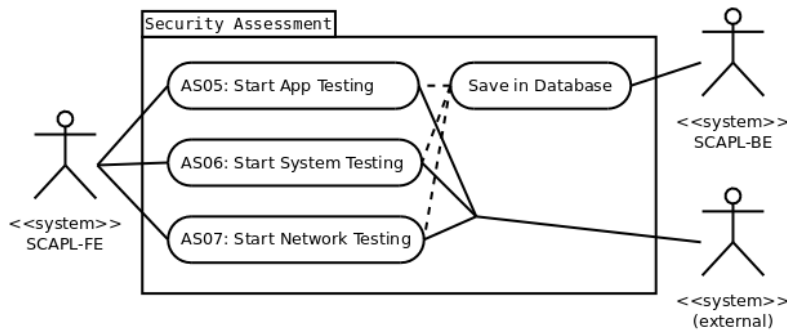 Security Assessment
AS05: Start App Testing
Save in Database
<<system>>
SCAPL-BE
AS06: Start System Testing
<<system>>
SCAPL-FE
AS07: Start Network Testing
<<system>>
(external)